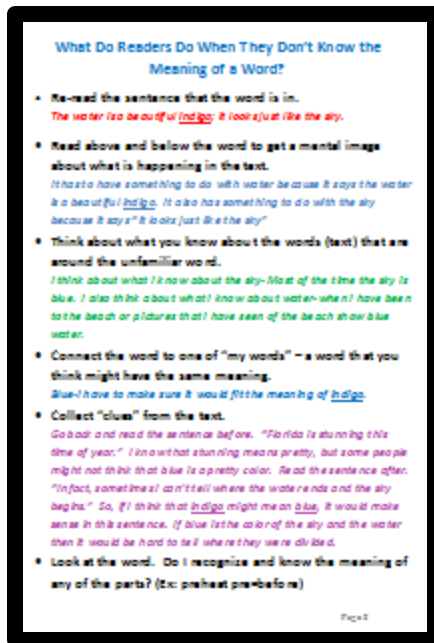 What Do Readers Do When They Don't Know the
Meaning of a Word?
• Re-read the sentence that the word is in.
The water is a beautiful indigo; it looks just like the sky.
• Read above and below the word to get a mental image
about what is happening in the text.
It has to have something to do with water because it says the water
is a beautiful indigo. It also has something to do with the sky
because it says "it looks just like the sky"
• Think about what you know about the words (text) that are
around the unfamiliar word.
I think about what I know about the sky-Most of the time the sky is
blue. I also think about what I know about water-when I have been
to the beach or pictures that I have seen of the beach show blue
water.
• Connect the word to one of "my words" – a word that you
think might have the same meaning.
Blue-I have to make sure it would fit the meaning of indigo.
• Collect "clues" from the text.
Go back and read the sentence before. "Florida is stunning this
time of year." I know that stunning means pretty, but some people
might not think that blue is a pretty color. Read the sentence after.
"In fact, sometimes I can't tell where the water ends and the sky
begins." So, if I think that indigo might mean blue, it would make
sense in this sentence. If blue is the color of the sky and the water
then it would be hard to tell where they were divided.
• Look at the word. Do I recognize and know the meaning of
any of the parts? (Ex: preheat pre=before)
Page